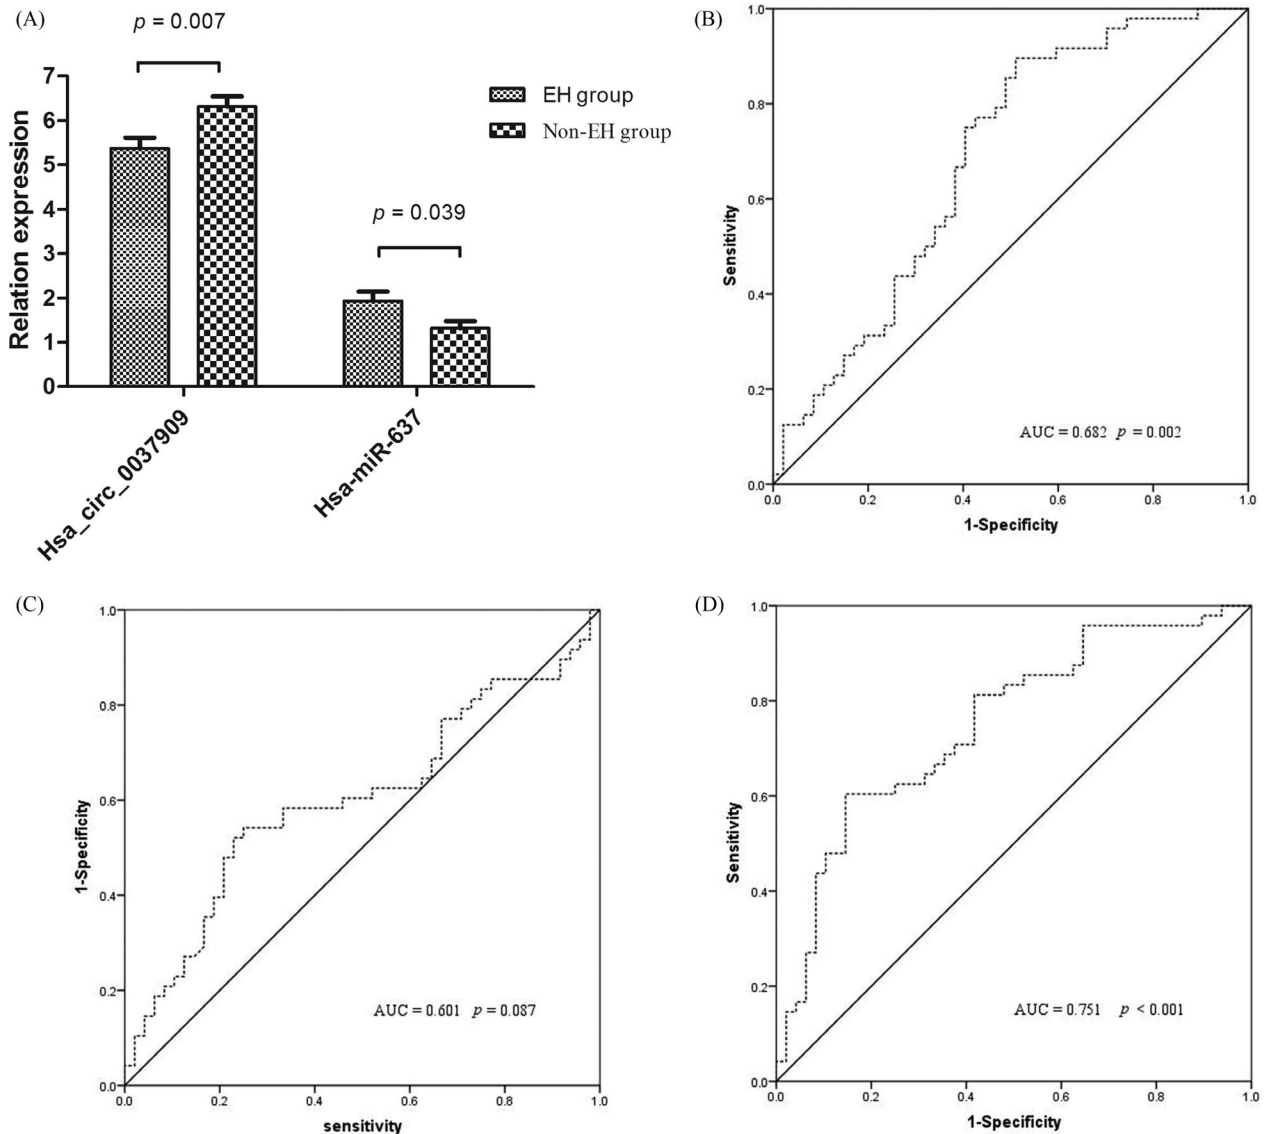 (A)
p = 0.007
7
6
5
4
3
2
1
0
Relation expression
EH group
Non-EH group
p = 0.039
Hsa_circ_0037909
Hsa-miR-637
(B)
1.0
0.8
0.6
0.4
0.2
0.0
Sensitivity
AUC = 0.682 p = 0.002
0.0 0.2 0.4 0.6 0.8 1.0
1-Specificity
(C)
1.0
0.8
0.6
0.4
0.2
0.0
1-Specificity
AUC = 0.601 p = 0.087
0.0 0.2 0.4 0.6 0.8 1.0
sensitivity
(D)
1.0
0.8
0.6
0.4
0.2
0.0
Sensitivity
AUC = 0.751 p < 0.001
0.0 0.2 0.4 0.6 0.8 1.0
1-Specificity